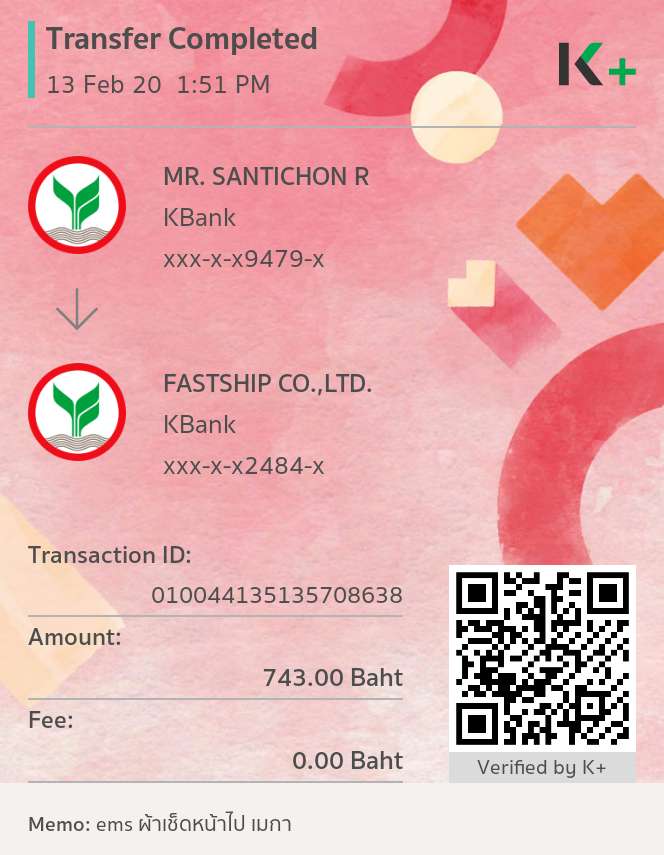 Transfer Completed
13 Feb 20 1:51 PM
K+
MR. SANTICHON R
KBank
xxx-x-x9479-x
FASTSHIP CO.,LTD.
KBank
xxx-x-x2484-x
Transaction ID:
010044135135708638
Amount:
743.00 Baht
Fee:
0.00 Baht
Verified by K+
Memo: ems ผ้าเช็ดหน้าไป เมกา